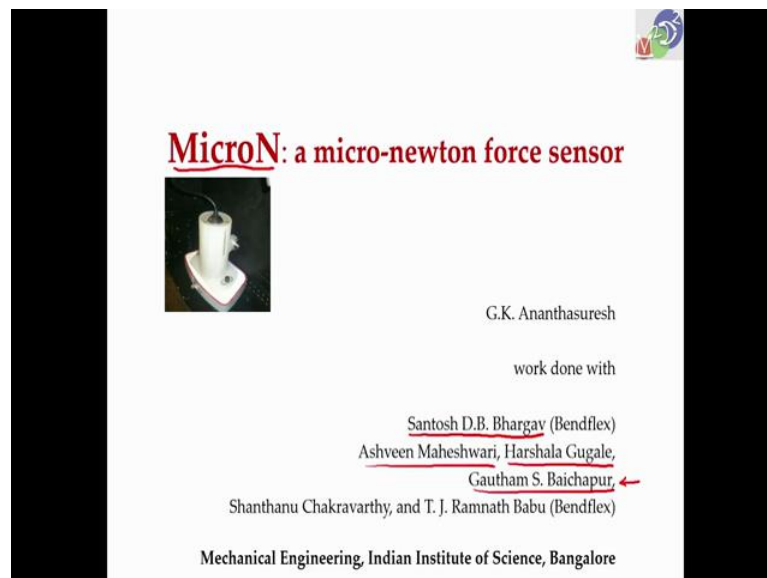 MicroN: a micro-newton force sensor
G.K. Ananthasuresh
work done with
Santosh D.B. Bhargav (Bendflex)
Ashveen Maheshwari, Harshala Gugale,
Gautham S. Baichapur,
Shanthanu Chakravarthy, and T. J. Ramnath Babu (Bendflex)
Mechanical Engineering, Indian Institute of Science, Bangalore